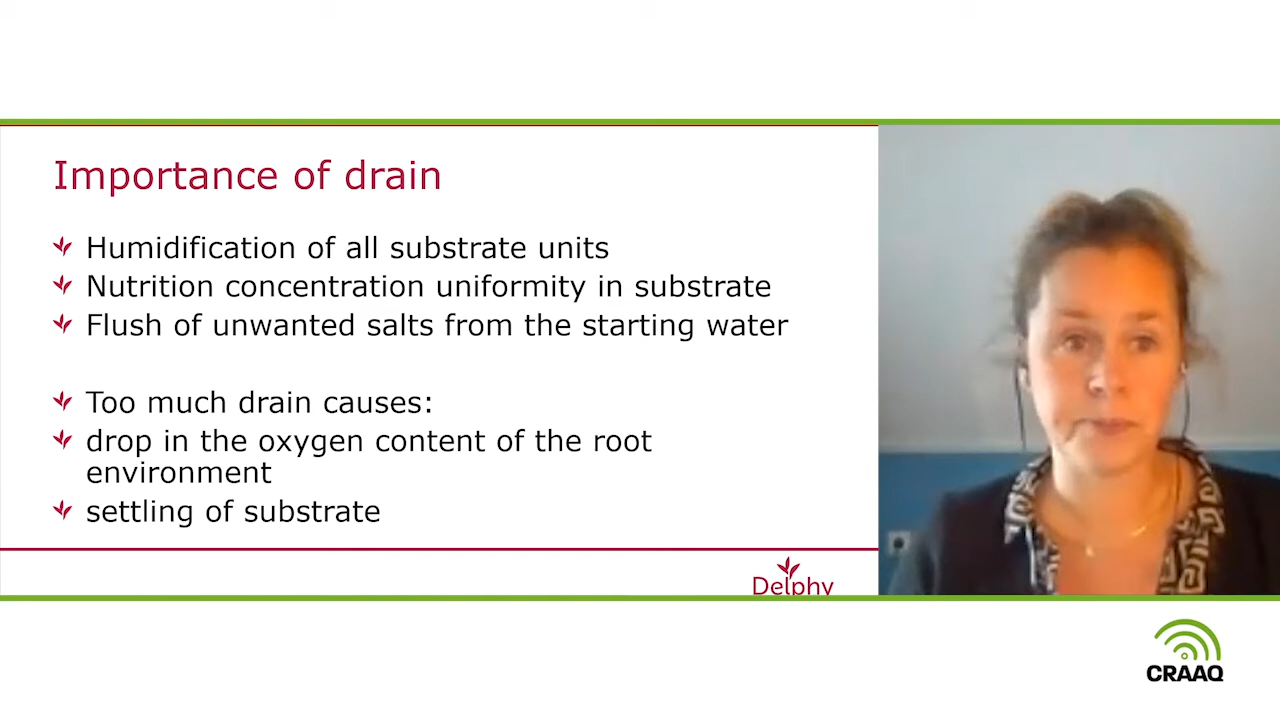 Importance of drain
Humidification of all substrate units
Nutrition concentration uniformity in substrate
Flush of unwanted salts from the starting water
Too much drain causes:
drop in the oxygen content of the root
environment
settling of substrate
Delphy
CRAAQ